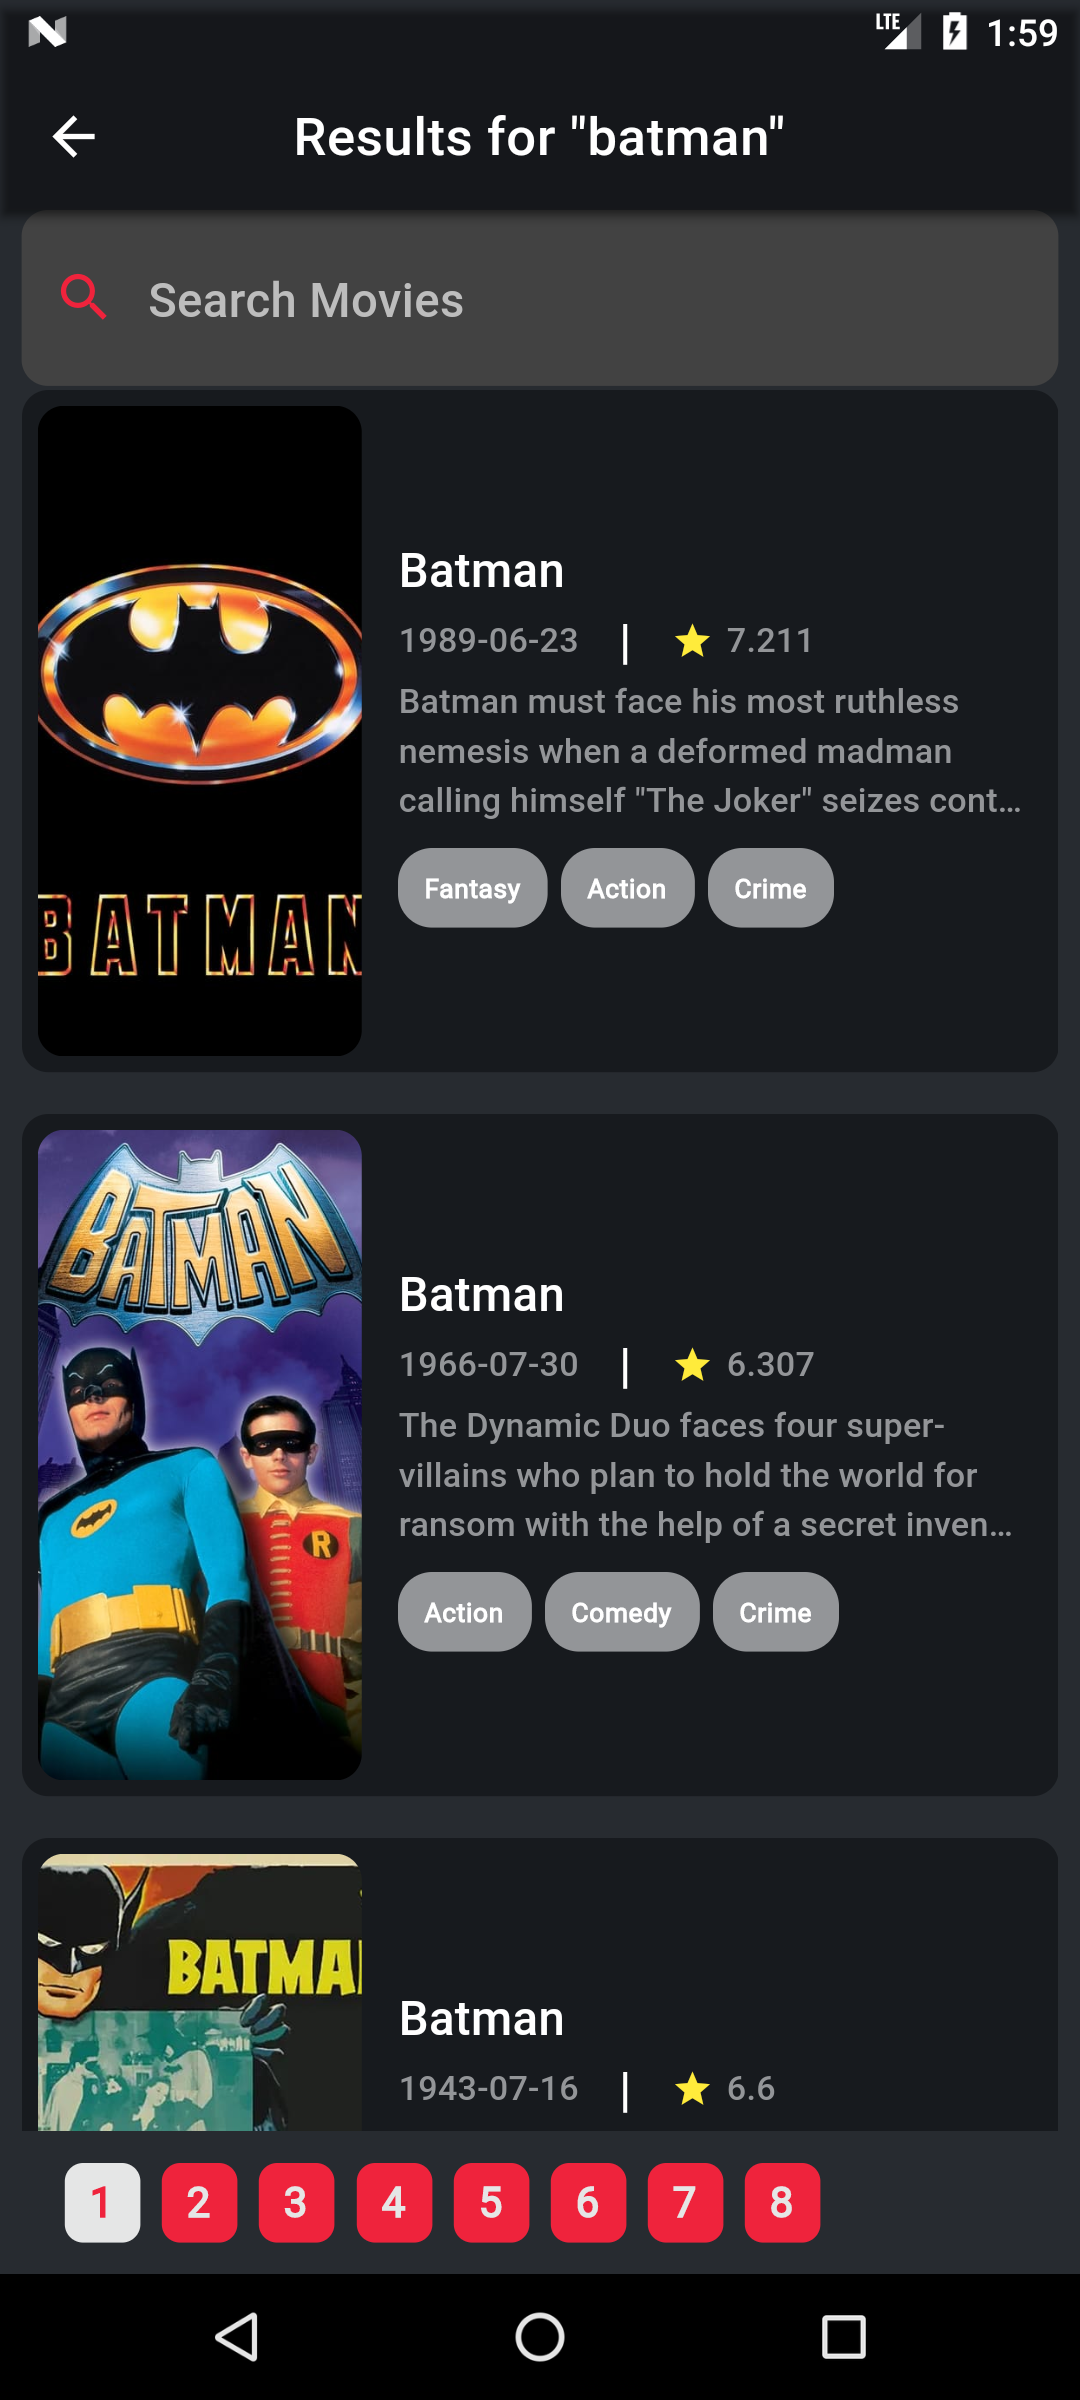 LTE 1:59
Results for "batman"
Search Movies
BATMAN
Batman
1989-06-23 | 7.211
Batman must face his most ruthless
nemesis when a deformed madman
calling himself "The Joker" seizes cont...
Fantasy Action Crime
BATMAN
R
Batman
1966-07-30 | 6.307
The Dynamic Duo faces four super-
villains who plan to hold the world for
ransom with the help of a secret inven...
Action Comedy Crime
BATMA
Batman
1943-07-16 | 6.6
1 2 3 4 5 6 7 8